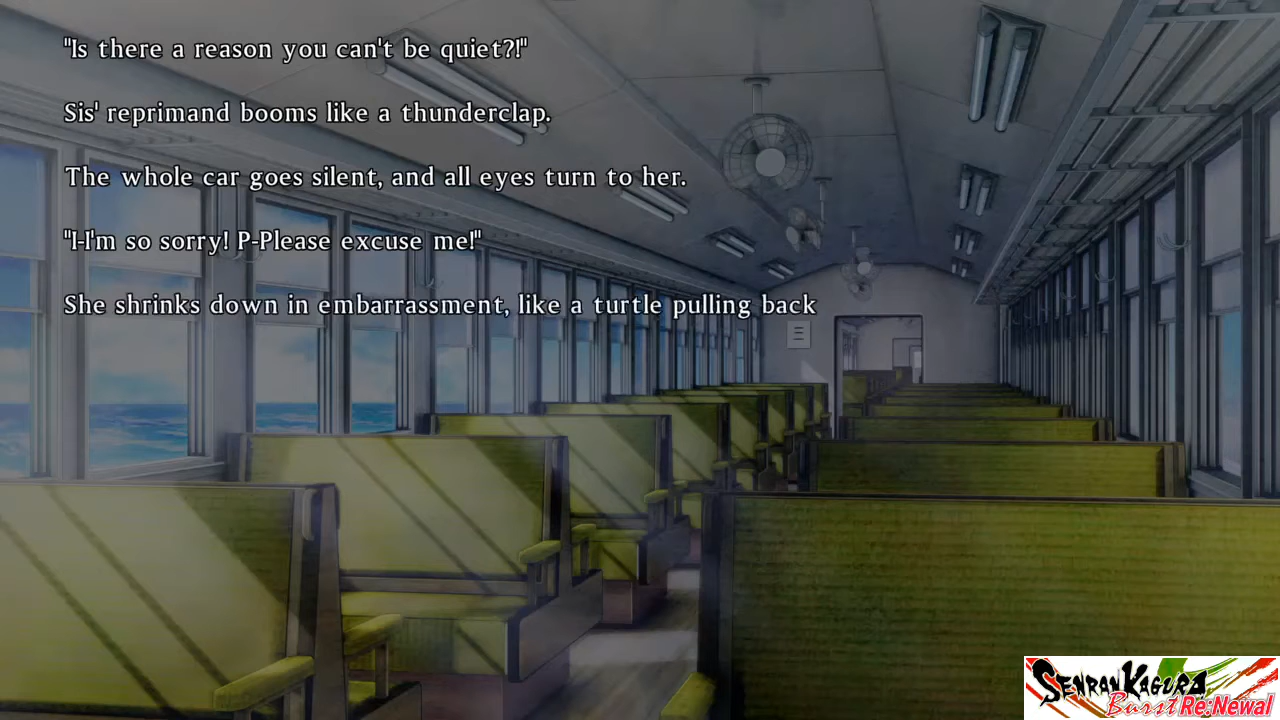 "Is there a reason you can't be quiet?!"
Sis' reprimand booms like a thunderclap.
The whole car goes silent, and all eyes turn to her.
"I-I'm so sorry! P-Please excuse me!"
She shrinks down in embarrassment, like a turtle pulling back
SENRAN KAGURA
Burst Re:Newal